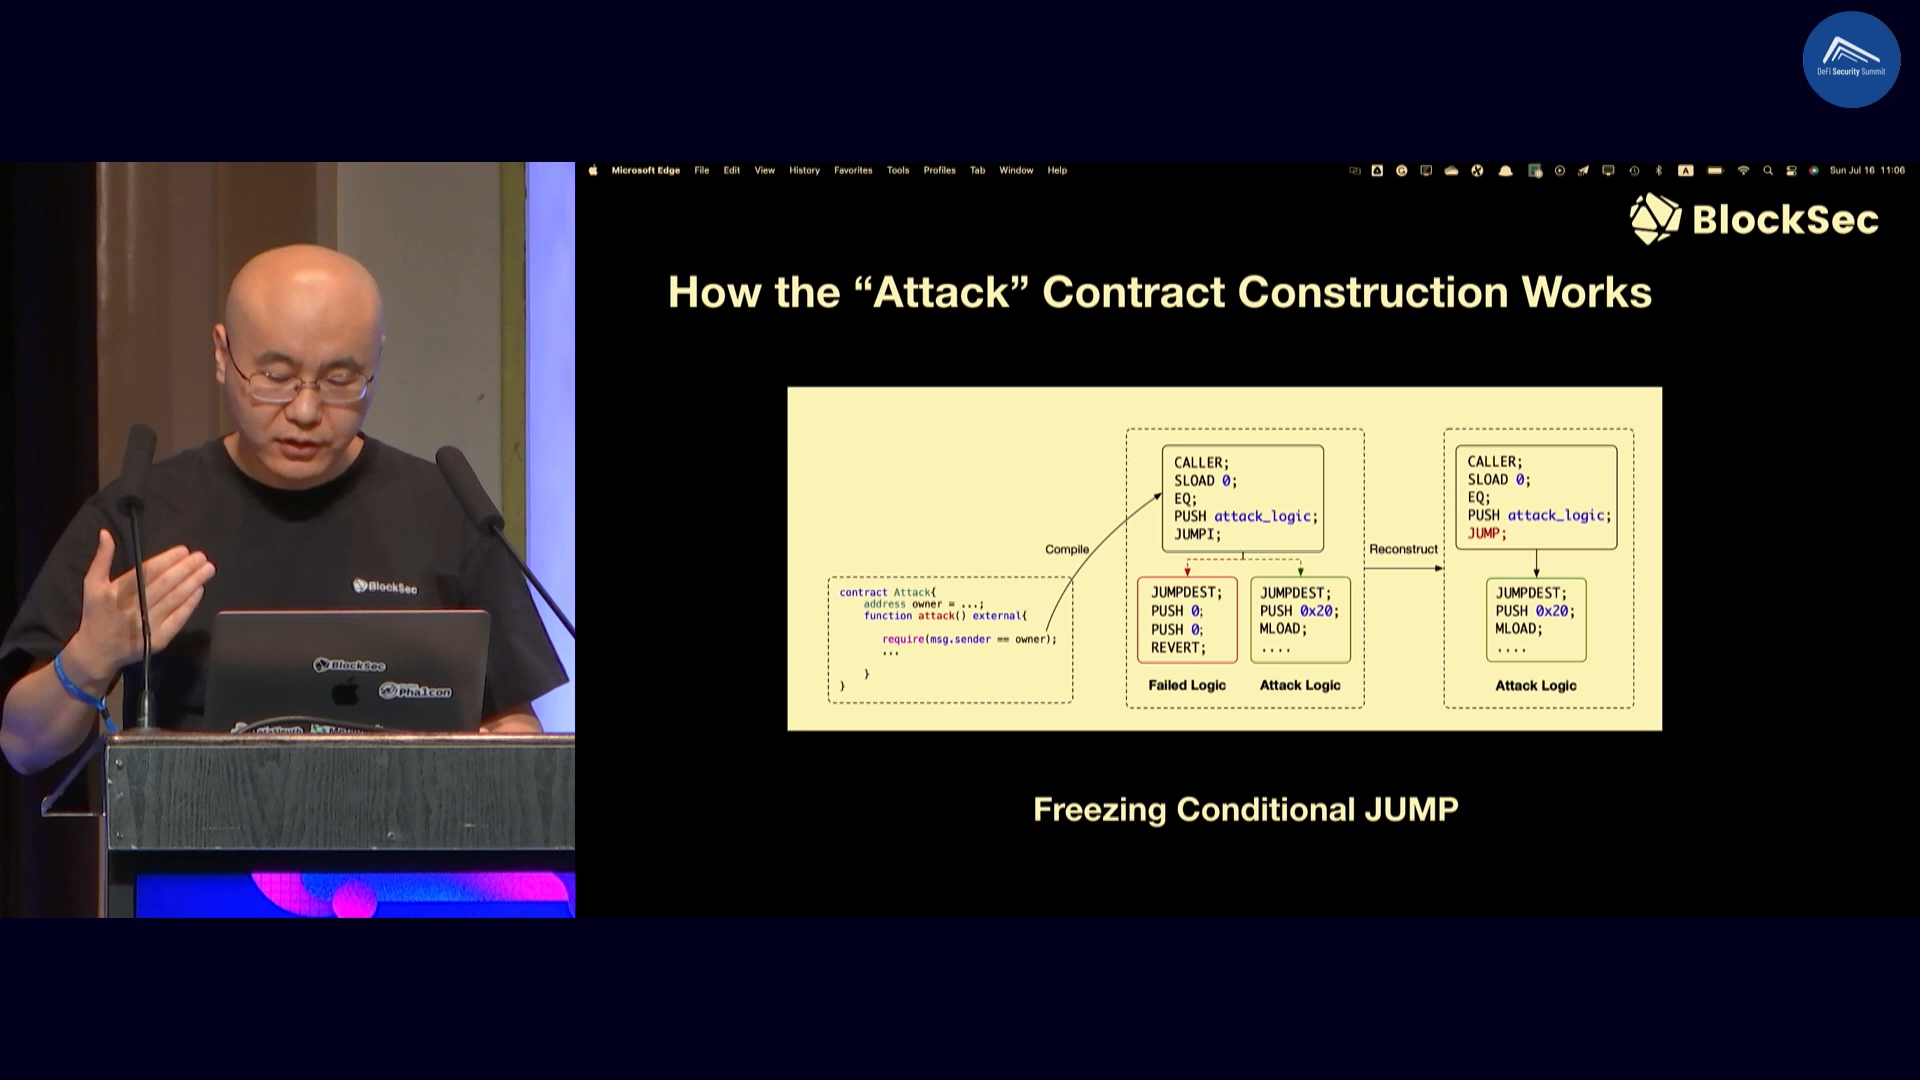 DeFi Security Summit
Microsoft Edge File Edit View History Favorites Tools Profiles Tab Window Help
A
Sun Jul 16 11:06
BlockSec
How the “Attack” Contract Construction Works
contract Attack{
address owner = ...;
function attack() external{
require(msg.sender == owner);
...
}
}
Compile
CALLER;
SLOAD 0;
EQ;
PUSH attack_logic;
JUMPI;
JUMPDEST;
PUSH 0;
PUSH 0;
REVERT;
Failed Logic
JUMPDEST;
PUSH 0x20;
MLOAD;
....
Attack Logic
Reconstruct
CALLER;
SLOAD 0;
EQ;
PUSH attack_logic;
JUMP;
JUMPDEST;
PUSH 0x20;
MLOAD;
....
Attack Logic
Freezing Conditional JUMP
BlockSec
BlockSec
Phalcon